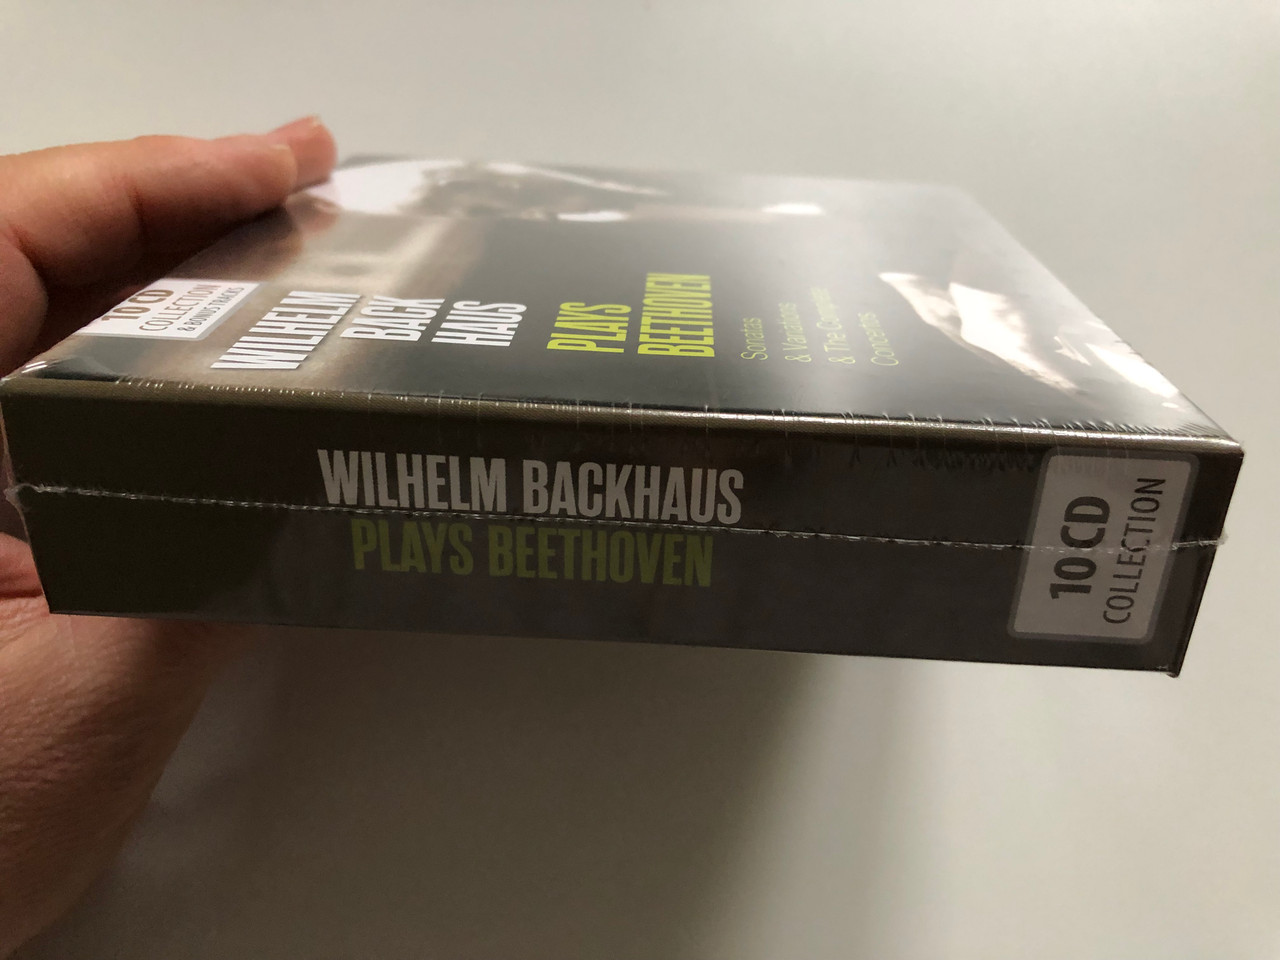 10 CD
COLLECTION
& BONUS TRACKS
WILHELM
BACK
HAUS
PLAYS
BEETHOVEN
Sonatas
& Variations
& The Complete
Concertos
WILHELM BACKHAUS
PLAYS BEETHOVEN
10 CD
COLLECTION